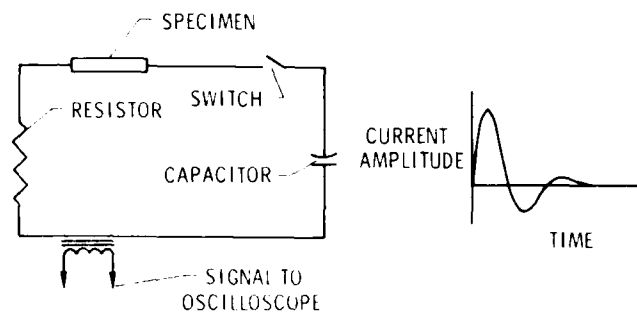 SPECIMEN
SWITCH
RESISTOR
CAPACITOR
SIGNAL TO
OSCILLOSCOPE
CURRENT
AMPLITUDE
TIME